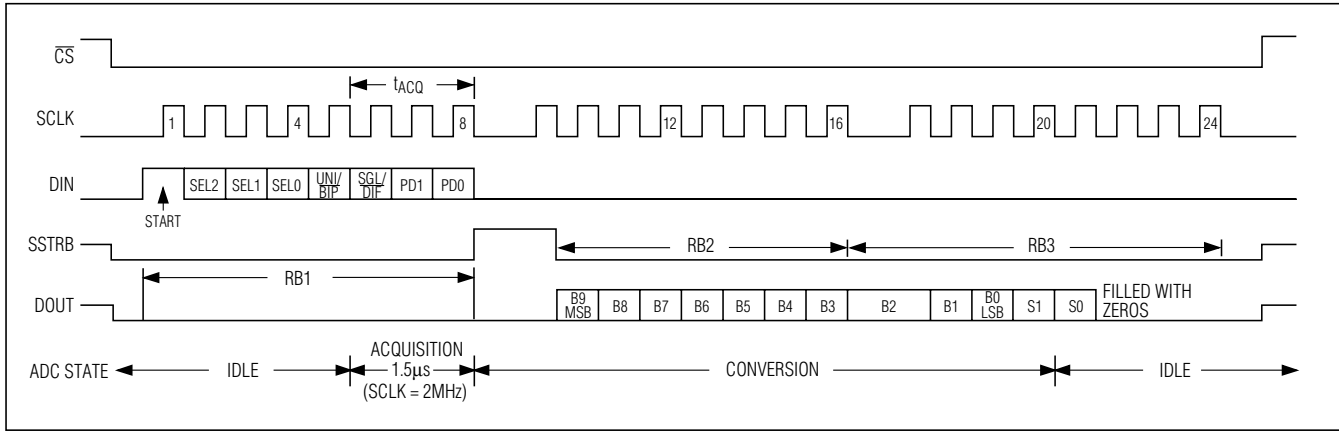 CS
tACQ
SCLK 1 4 8 12 16 20 24
DIN SEL2 SEL1 SEL0 UNI/BIP SGL/DIF PD1 PD0
START
SSTRB RB2 RB3
RB1
DOUT B9 MSB B8 B7 B6 B5 B4 B3 B2 B1 B0 LSB S1 S0 FILLED WITH ZEROS
ADC STATE IDLE ACQUISITION 1.5μs (SCLK = 2MHz) CONVERSION IDLE